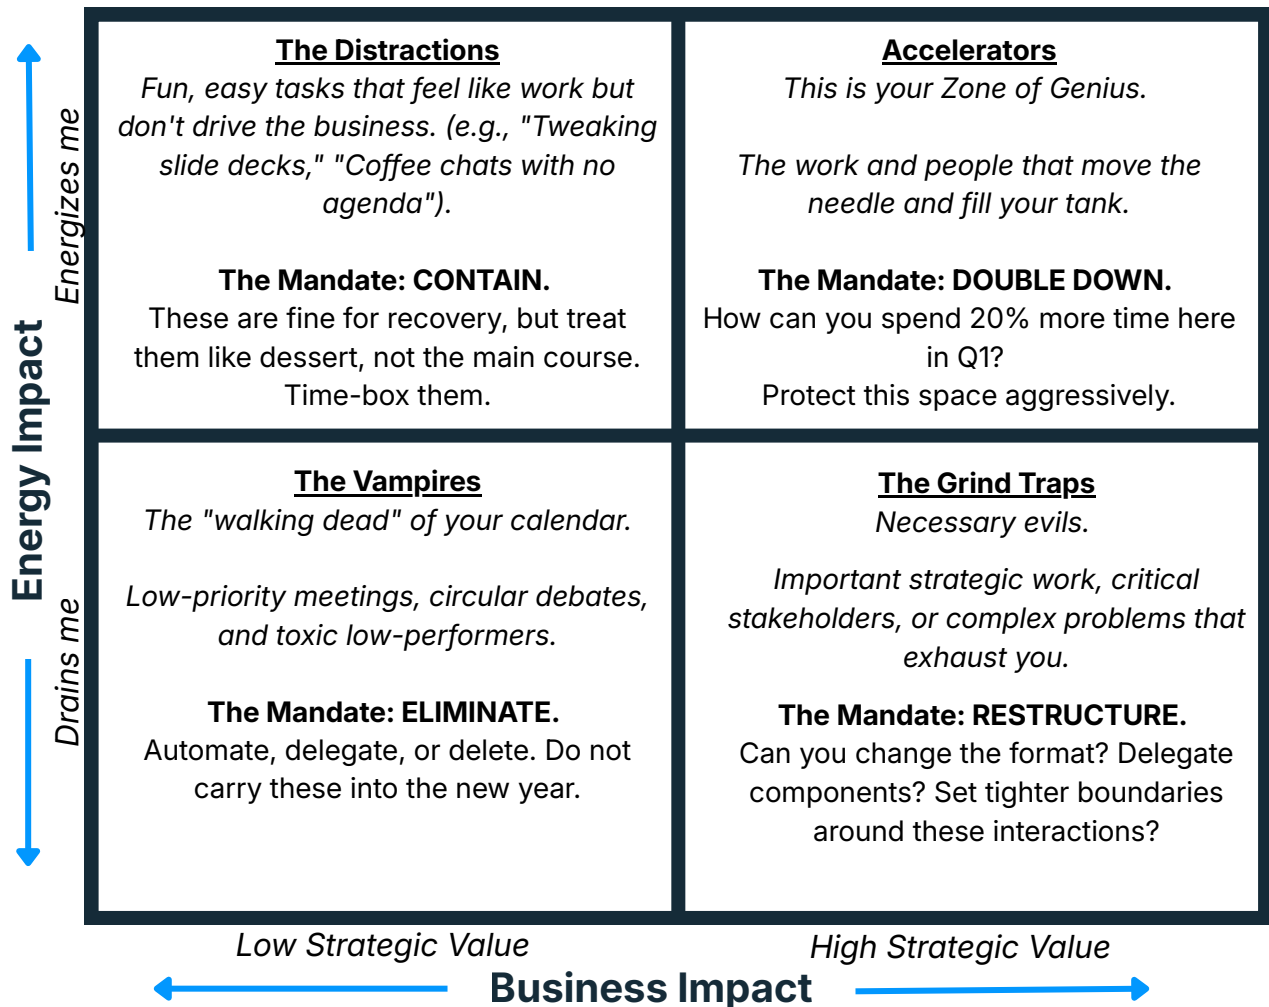 The Distractions
Fun, easy tasks that feel like work but
don't drive the business. (e.g., "Tweaking
slide decks," "Coffee chats with no
agenda").
The Mandate: CONTAIN.
These are fine for recovery, but treat
them like dessert, not the main course.
Time-box them.
Accelerators
This is your Zone of Genius.
The work and people that move the
needle and fill your tank.
The Mandate: DOUBLE DOWN.
How can you spend 20% more time here
in Q1?
Protect this space aggressively.
Energizes me
Energy Impact
Drains me
The Vampires
The "walking dead" of your calendar.
Low-priority meetings, circular debates,
and toxic low-performers.
The Mandate: ELIMINATE.
Automate, delegate, or delete. Do not
carry these into the new year.
The Grind Traps
Necessary evils.
Important strategic work, critical
stakeholders, or complex problems that
exhaust you.
The Mandate: RESTRUCTURE.
Can you change the format? Delegate
components? Set tighter boundaries
around these interactions?
Low Strategic Value
High Strategic Value
Business Impact